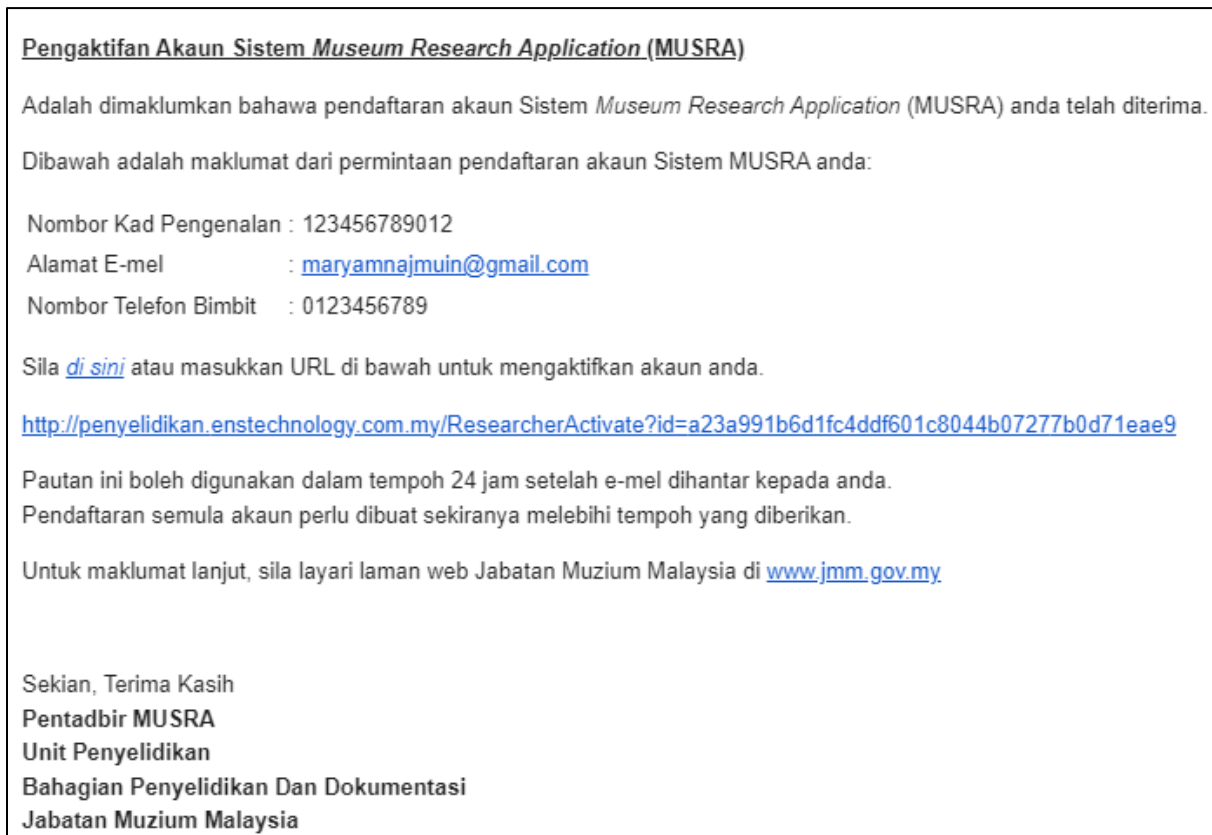 Pengaktifan Akaun Sistem Museum Research Application (MUSRA)
Adalah dimaklumkan bahawa pendaftaran akaun Sistem Museum Research Application (MUSRA) anda telah diterima.
Dibawah adalah maklumat dari permintaan pendaftaran akaun Sistem MUSRA anda:
Nombor Kad Pengenalan : 123456789012
Alamat E-mel : maryamnajmuin@gmail.com
Nombor Telefon Bimbit : 0123456789
Sila di sini atau masukkan URL di bawah untuk mengaktifkan akaun anda.
http://penyelidikan.enstechnology.com.my/ResearcherActivate?id=a23a991b6d1fc4ddf601c8044b07277b0d71eae9
Pautan ini boleh digunakan dalam tempoh 24 jam setelah e-mel dihantar kepada anda.
Pendaftaran semula akaun perlu dibuat sekiranya melebihi tempoh yang diberikan.
Untuk maklumat lanjut, sila layari laman web Jabatan Muzium Malaysia di www.jmm.gov.my
Sekian, Terima Kasih
Pentadbir MUSRA
Unit Penyelidikan
Bahagian Penyelidikan Dan Dokumentasi
Jabatan Muzium Malaysia